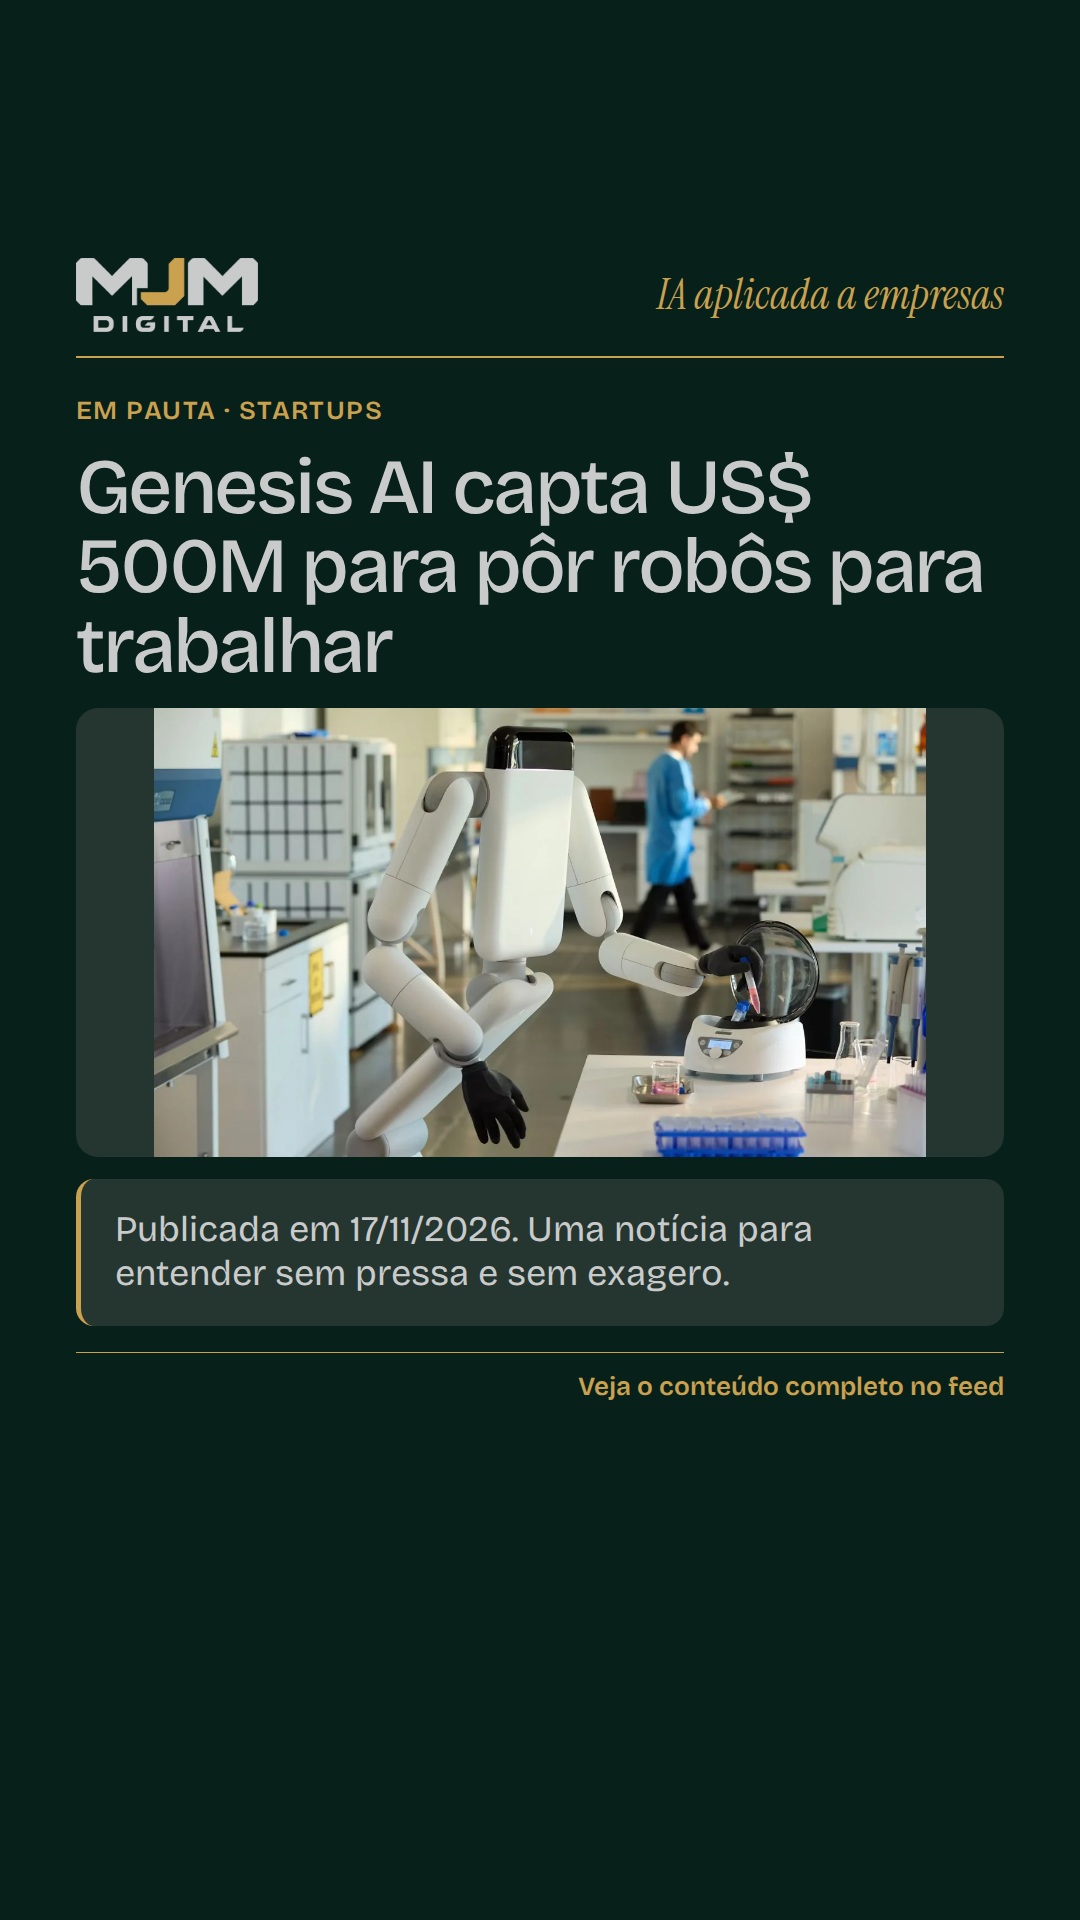 MJM
DIGITAL
IA aplicada a empresas
EM PAUTA · STARTUPS
Genesis AI capta US$
500M para pôr robôs para
trabalhar
Publicada em 17/11/2026. Uma notícia para
entender sem pressa e sem exagero.
Veja o conteúdo completo no feed